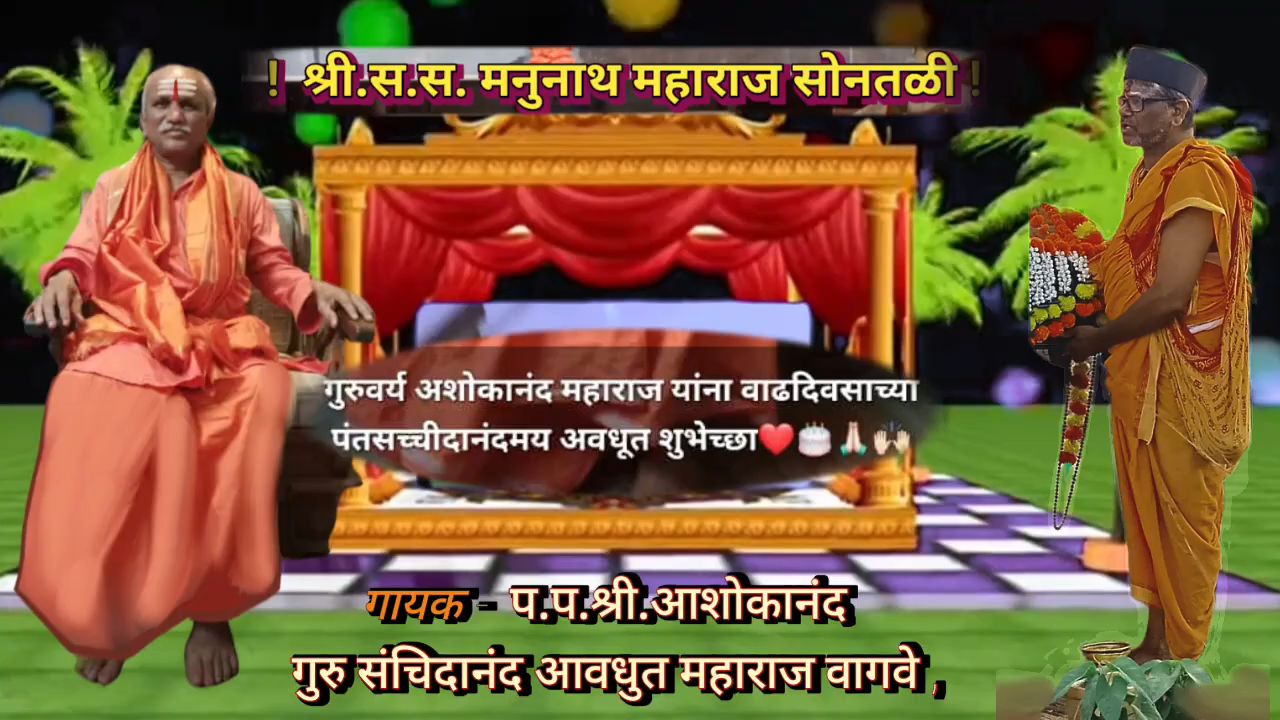 ! श्री.स.स. मनुनाथ महाराज सोनतळी !
गुरुवर्य अशोकानंद महाराज यांना वाढदिवसाच्या
पंतसच्चीदानंदमय अवधूत शुभेच्छा❤️🎂🙏🏻🙌🏻
गायक - प.प.श्री.आशोकानंद
गुरु संचिदानंद आवधुत महाराज वागवे ,